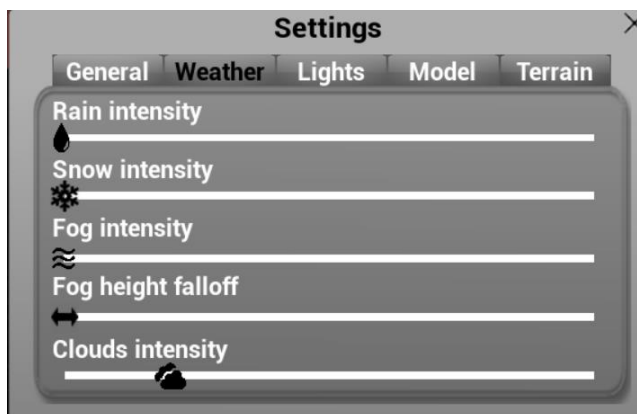 Settings
General Weather Lights Model Terrain
Rain intensity
Snow intensity
Fog intensity
Fog height falloff
Clouds intensity